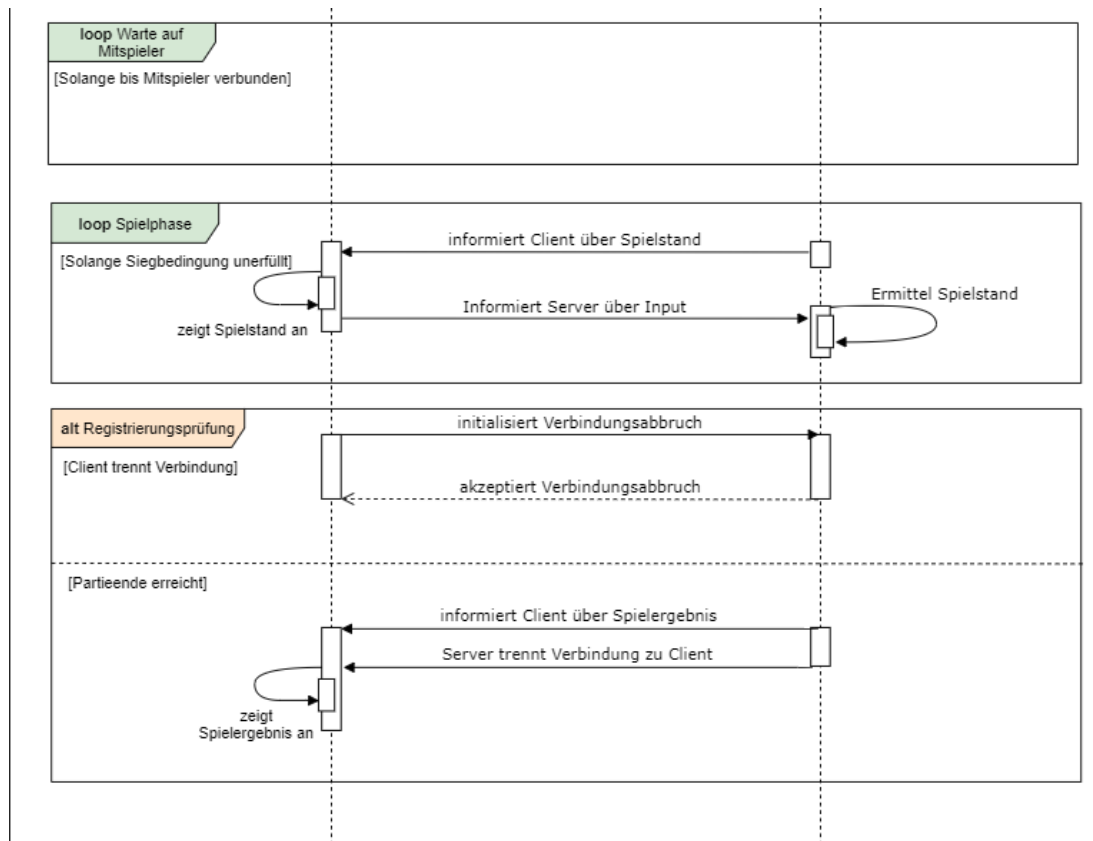 loop Warte auf
Mitspieler
[Solange bis Mitspieler verbunden]
loop Spielphase
informiert Client über Spielstand
[Solange Siegbedingung unerfüllt]
Ermittel Spielstand
Informiert Server über Input
zeigt Spielstand an
alt Registrierungsprüfung
initialisiert Verbindungsabbruch
[Client trennt Verbindung]
akzeptiert Verbindungsabbruch
[Partieende erreicht]
informiert Client über Spielergebnis
Server trennt Verbindung zu Client
zeigt
Spielergebnis an